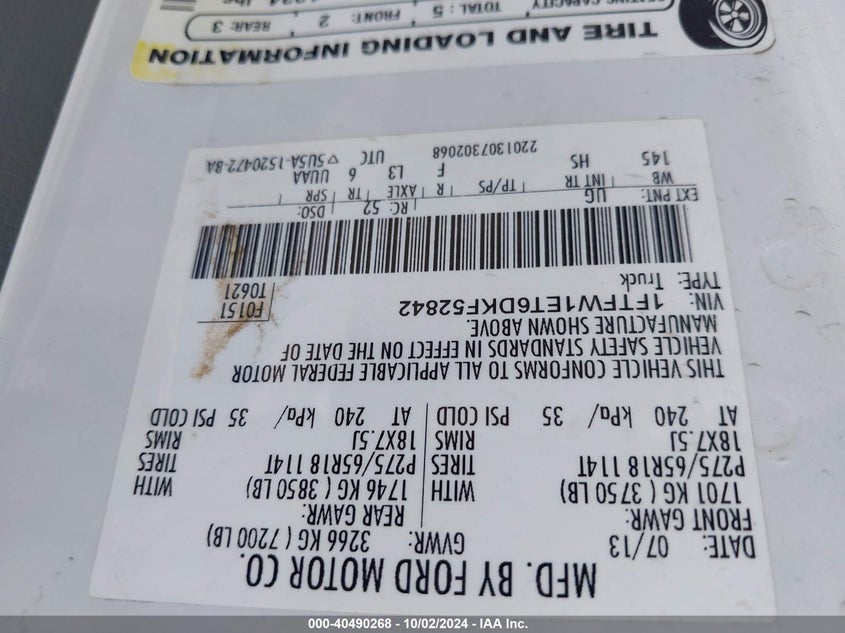 MFD. BY FORD MOTOR CO.
DATE: 07/13 GVWR: 3266 KG ( 7200 LB)
FRONT GAWR: REAR GAWR:
1701 KG ( 3750 LB) WITH 1746 KG ( 3850 LB) WITH
P275/65R18 114T TIRES P275/65R18 114T TIRES
18X7.5J RIMS 18X7.5J RIMS
AT 240 kPa/ 35 PSI COLD AT 240 kPa/ 35 PSI COLD
THIS VEHICLE CONFORMS TO ALL APPLICABLE FEDERAL MOTOR
VEHICLE SAFETY STANDARDS IN EFFECT ON THE DATE OF
MANUFACTURE SHOWN ABOVE.
VIN: 1FTFW1ET6DKF52842 F0151
TYPE: Truck T0621
EXT PNT: UG RC: 52 DSO:
WB INT TR TP/PS R AXLE TR SPR
145 HS F L3 6 UUAA
2201307302068 UTC ▽5U5A-1520472-8A
TIRE AND LOADING INFORMATION
TOTAL : 5 FRONT: 2 REAR: 3
000-40490268 - 10/02/2024 - IAA Inc.